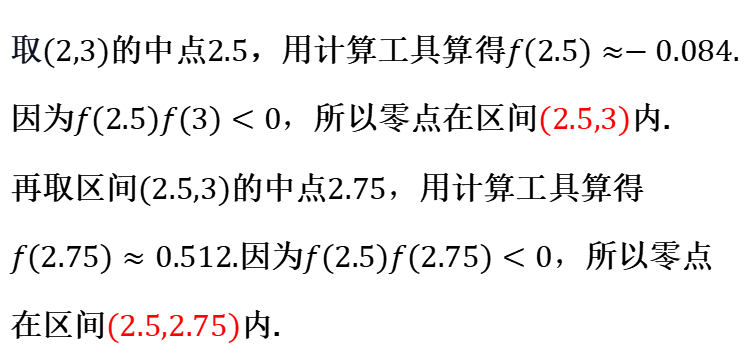 取(2,3)的中点2.5，用计算工具算得f(2.5) ≈− 0.084.
因为f(2.5)f(3) < 0，所以零点在区间(2.5,3)内.
再取区间(2.5,3)的中点2.75，用计算工具算得
f(2.75) ≈ 0.512.因为f(2.5)f(2.75) < 0，所以零点
在区间(2.5,2.75)内.